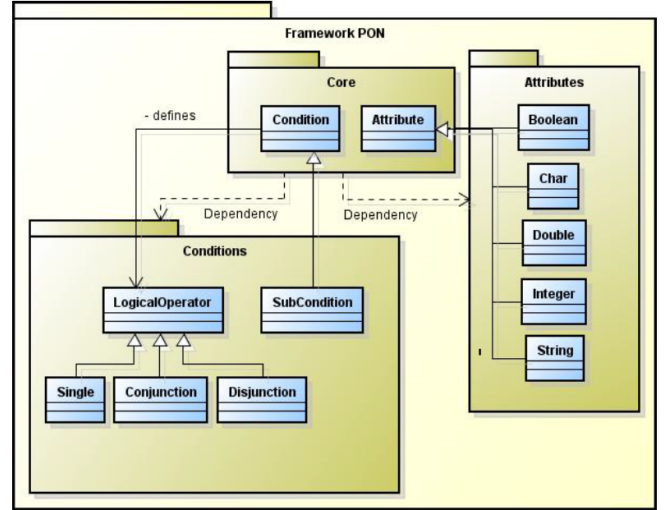 Framework PON
Core
Attributes
- defines
Condition
Attribute
Boolean
Char
Dependency
Dependency
Double
Conditions
LogicalOperator
SubCondition
Integer
String
Single
Conjunction
Disjunction